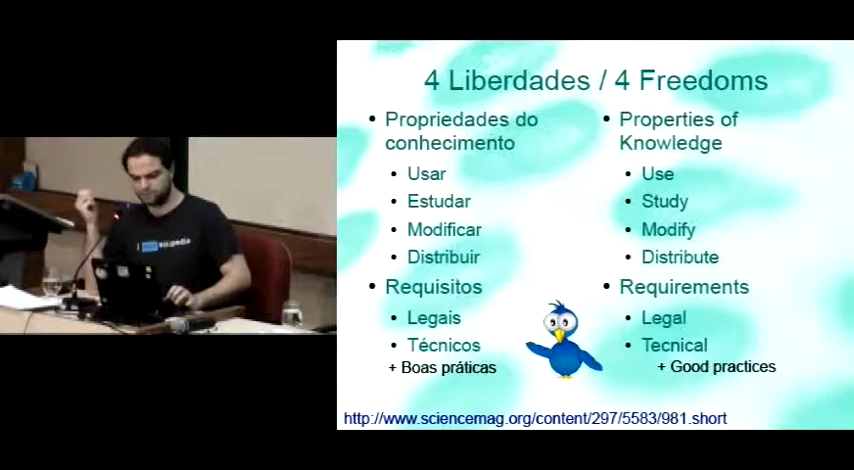 4 Liberdades / 4 Freedoms
• Propriedades do
conhecimento
• Usar
• Estudar
• Modificar
• Distribuir
• Requisitos
• Legais
• Técnicos
+ Boas práticas
• Properties of
Knowledge
• Use
• Study
• Modify
• Distribute
• Requirements
• Legal
• Tecnical
+ Good practices
http://www.sciencemag.org/content/297/5583/981.short